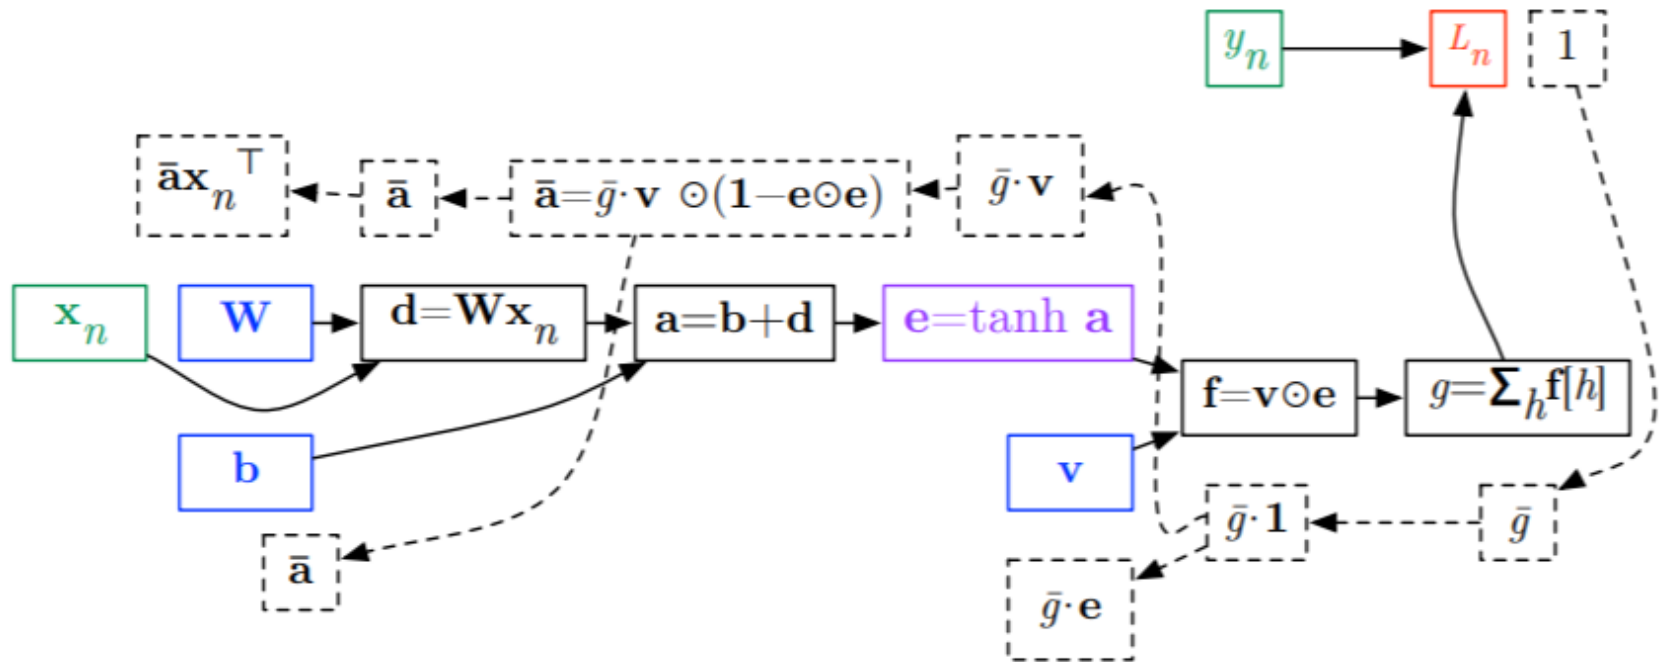 yₙ
Lₙ
1
āxₙ⊤
ā
ā=ḡ·v ⊙(1−e⊙e)
ḡ·v
xₙ
W
d=Wxₙ
a=b+d
e=tanh a
f=v⊙e
g=Σₕf[h]
b
v
ḡ·1
ḡ
ā
ḡ·e